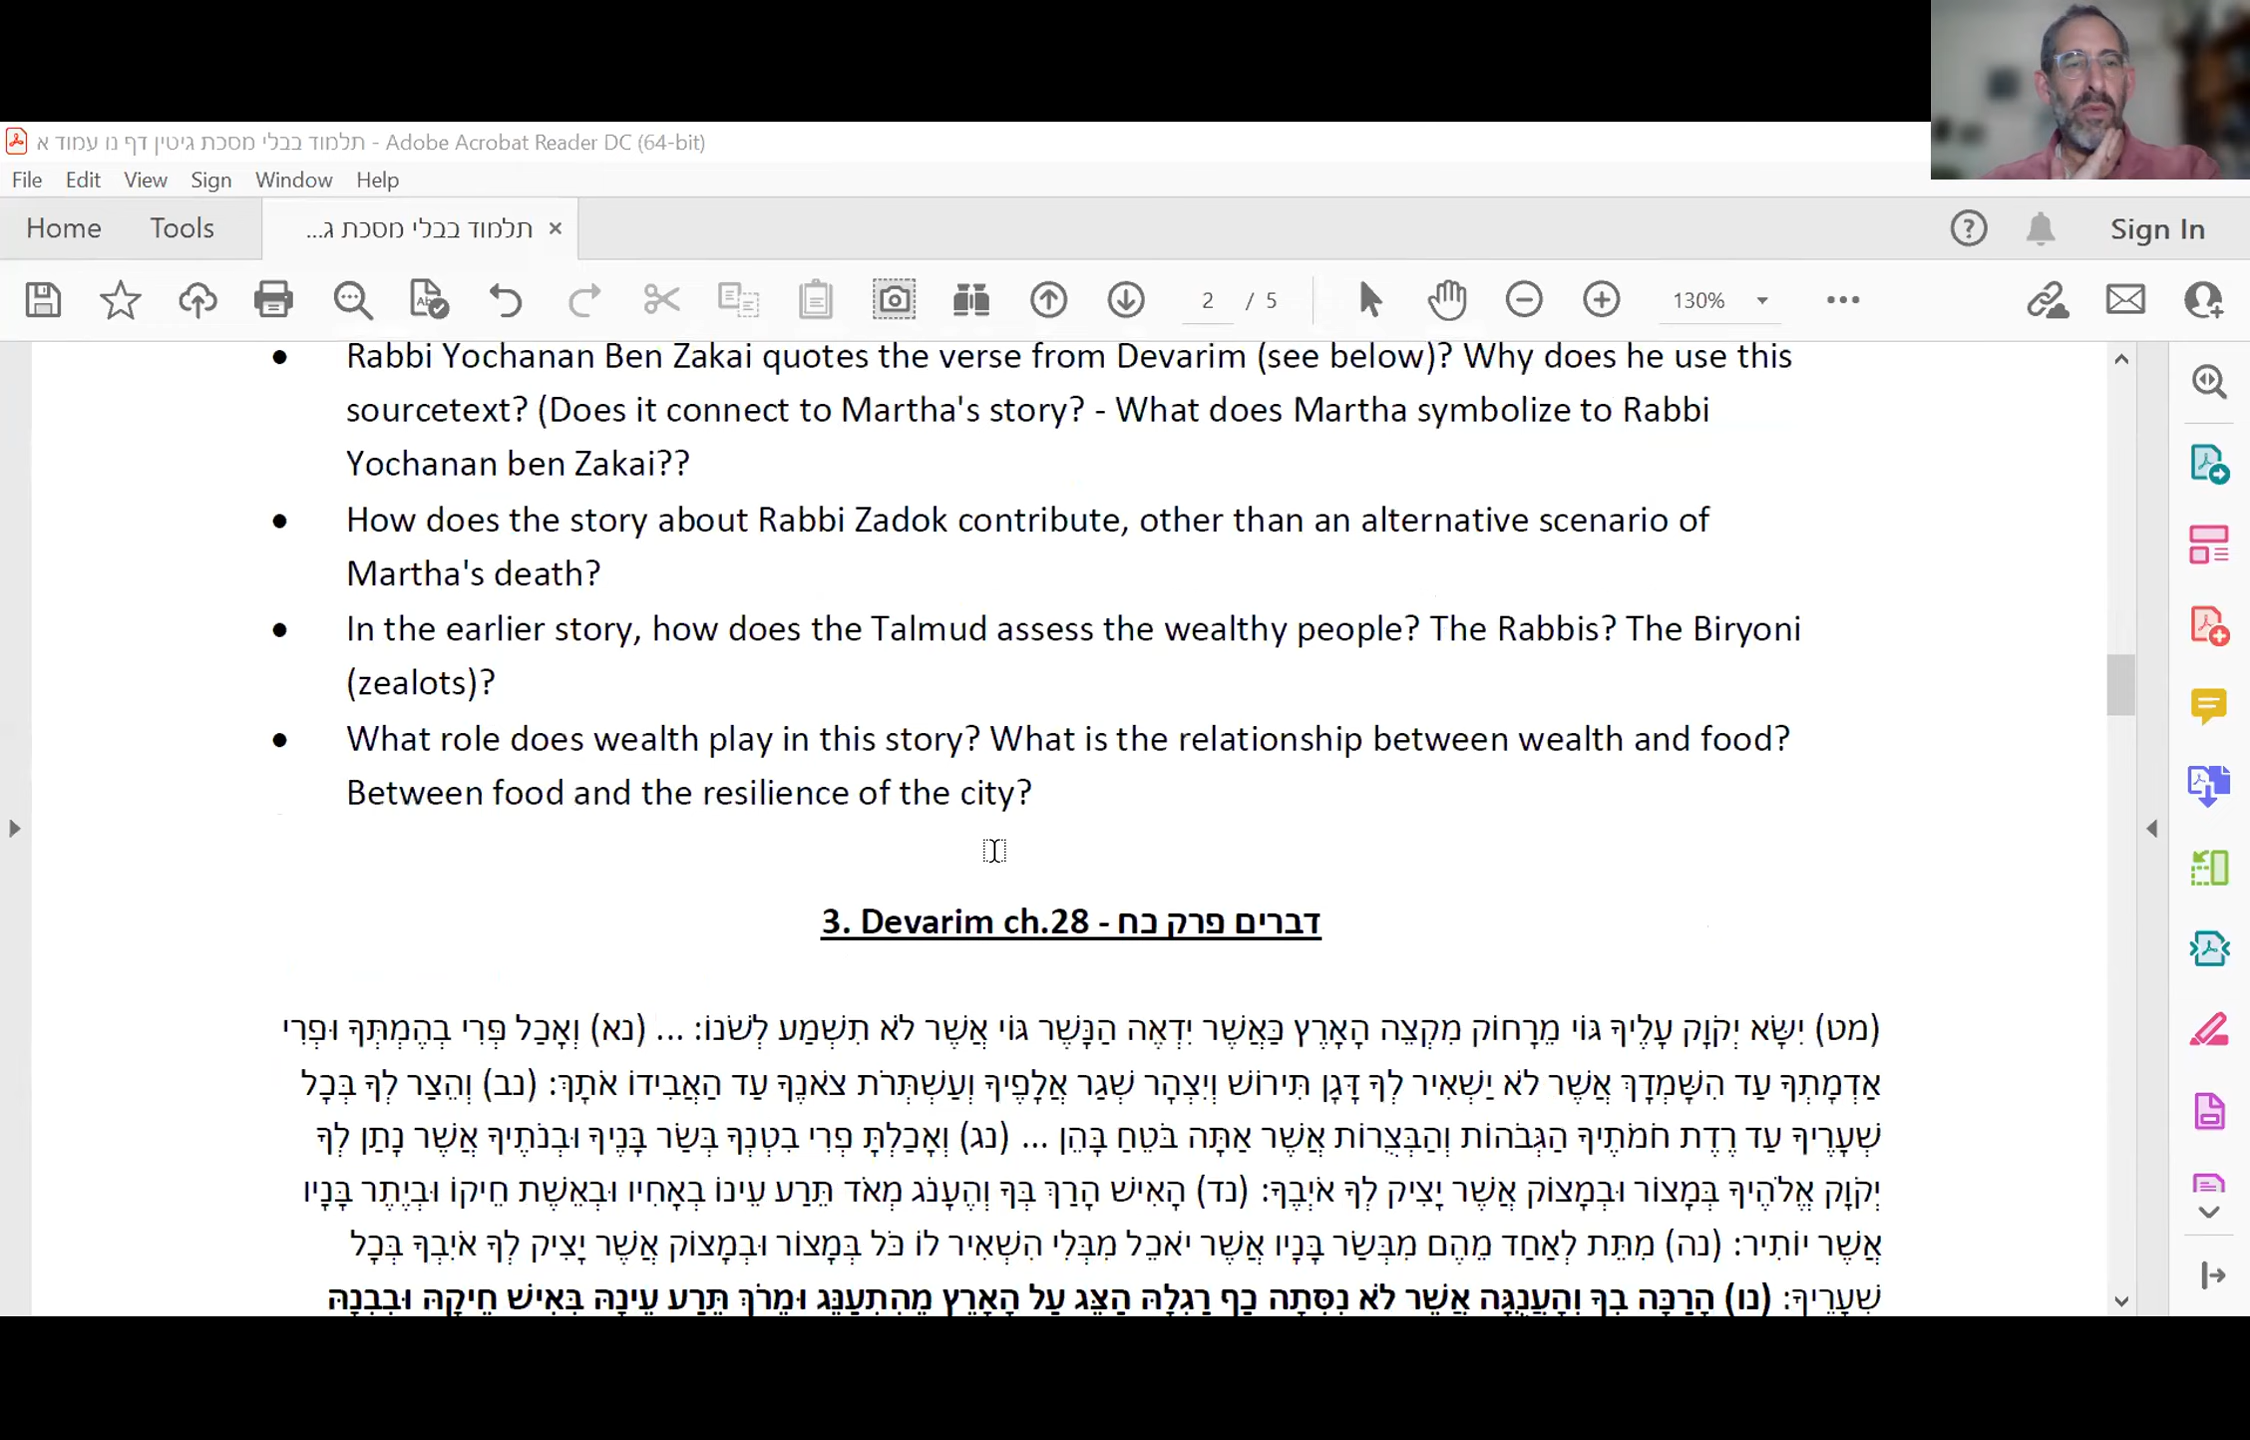 תלמוד בבלי מסכת גיטין דף נו עמוד א - Adobe Acrobat Reader DC (64-bit)
File Edit View Sign Window Help
Home Tools תלמוד בבלי מסכת ג... × Sign In
2 / 5 130%
• Rabbi Yochanan Ben Zakai quotes the verse from Devarim (see below)? Why does he use this
sourcetext? (Does it connect to Martha's story? - What does Martha symbolize to Rabbi
Yochanan ben Zakai??
• How does the story about Rabbi Zadok contribute, other than an alternative scenario of
Martha's death?
• In the earlier story, how does the Talmud assess the wealthy people? The Rabbis? The Biryoni
(zealots)?
• What role does wealth play in this story? What is the relationship between wealth and food?
Between food and the resilience of the city?
3. Devarim ch.28 - דברים פרק כח
(מט) יִשָּׂא יְקֹוָק עָלֶיךָ גּוֹי מֵרָחוֹק מִקְצֵה הָאָרֶץ כַּאֲשֶׁר יִדְאֶה הַנָּשֶׁר גּוֹי אֲשֶׁר לֹא תִשְׁמַע לְשֹׁנוֹ: ... (נא) וְאָכַל פְּרִי בְהֶמְתְּךָ וּפְרִי
אַדְמָתְךָ עַד הִשָּׁמְדָךְ אֲשֶׁר לֹא יַשְׁאִיר לְךָ דָּגָן תִּירוֹשׁ וְיִצְהָר שְׁגַר אֲלָפֶיךָ וְעַשְׁתְּרֹת צֹאנֶךָ עַד הַאֲבִידוֹ אֹתָךְ: (נב) וְהֵצַר לְךָ בְּכָל
שְׁעָרֶיךָ עַד רֶדֶת חֹמֹתֶיךָ הַגְּבֹהוֹת וְהַבְּצֻרוֹת אֲשֶׁר אַתָּה בֹּטֵחַ בָּהֵן ... (נג) וְאָכַלְתָּ פְרִי בִטְנְךָ בְּשַׂר בָּנֶיךָ וּבְנֹתֶיךָ אֲשֶׁר נָתַן לְךָ
יְקֹוָק אֱלֹהֶיךָ בְּמָצוֹר וּבְמָצוֹק אֲשֶׁר יָצִיק לְךָ אֹיְבֶךָ: (נד) הָאִישׁ הָרַךְ בְּךָ וְהֶעָנֹג מְאֹד תֵּרַע עֵינוֹ בְאָחִיו וּבְאֵשֶׁת חֵיקוֹ וּבְיֶתֶר בָּנָיו
אֲשֶׁר יוֹתִיר: (נה) מִתֵּת לְאַחַד מֵהֶם מִבְּשַׂר בָּנָיו אֲשֶׁר יֹאכֵל מִבְּלִי הִשְׁאִיר לוֹ כֹּל בְּמָצוֹר וּבְמָצוֹק אֲשֶׁר יָצִיק לְךָ אֹיִבְךָ בְּכָל
שְׁעָרֶיךָ: (נו) הָרַכָּה בְךָ וְהָעֲנֻגָּה אֲשֶׁר לֹא נִסְּתָה כַף רַגְלָהּ הַצֵּג עַל הָאָרֶץ מֵהִתְעַנֵּג וּמֵרֹךְ תֵּרַע עֵינָהּ בְּאִישׁ חֵיקָהּ וּבִבְנָהּ